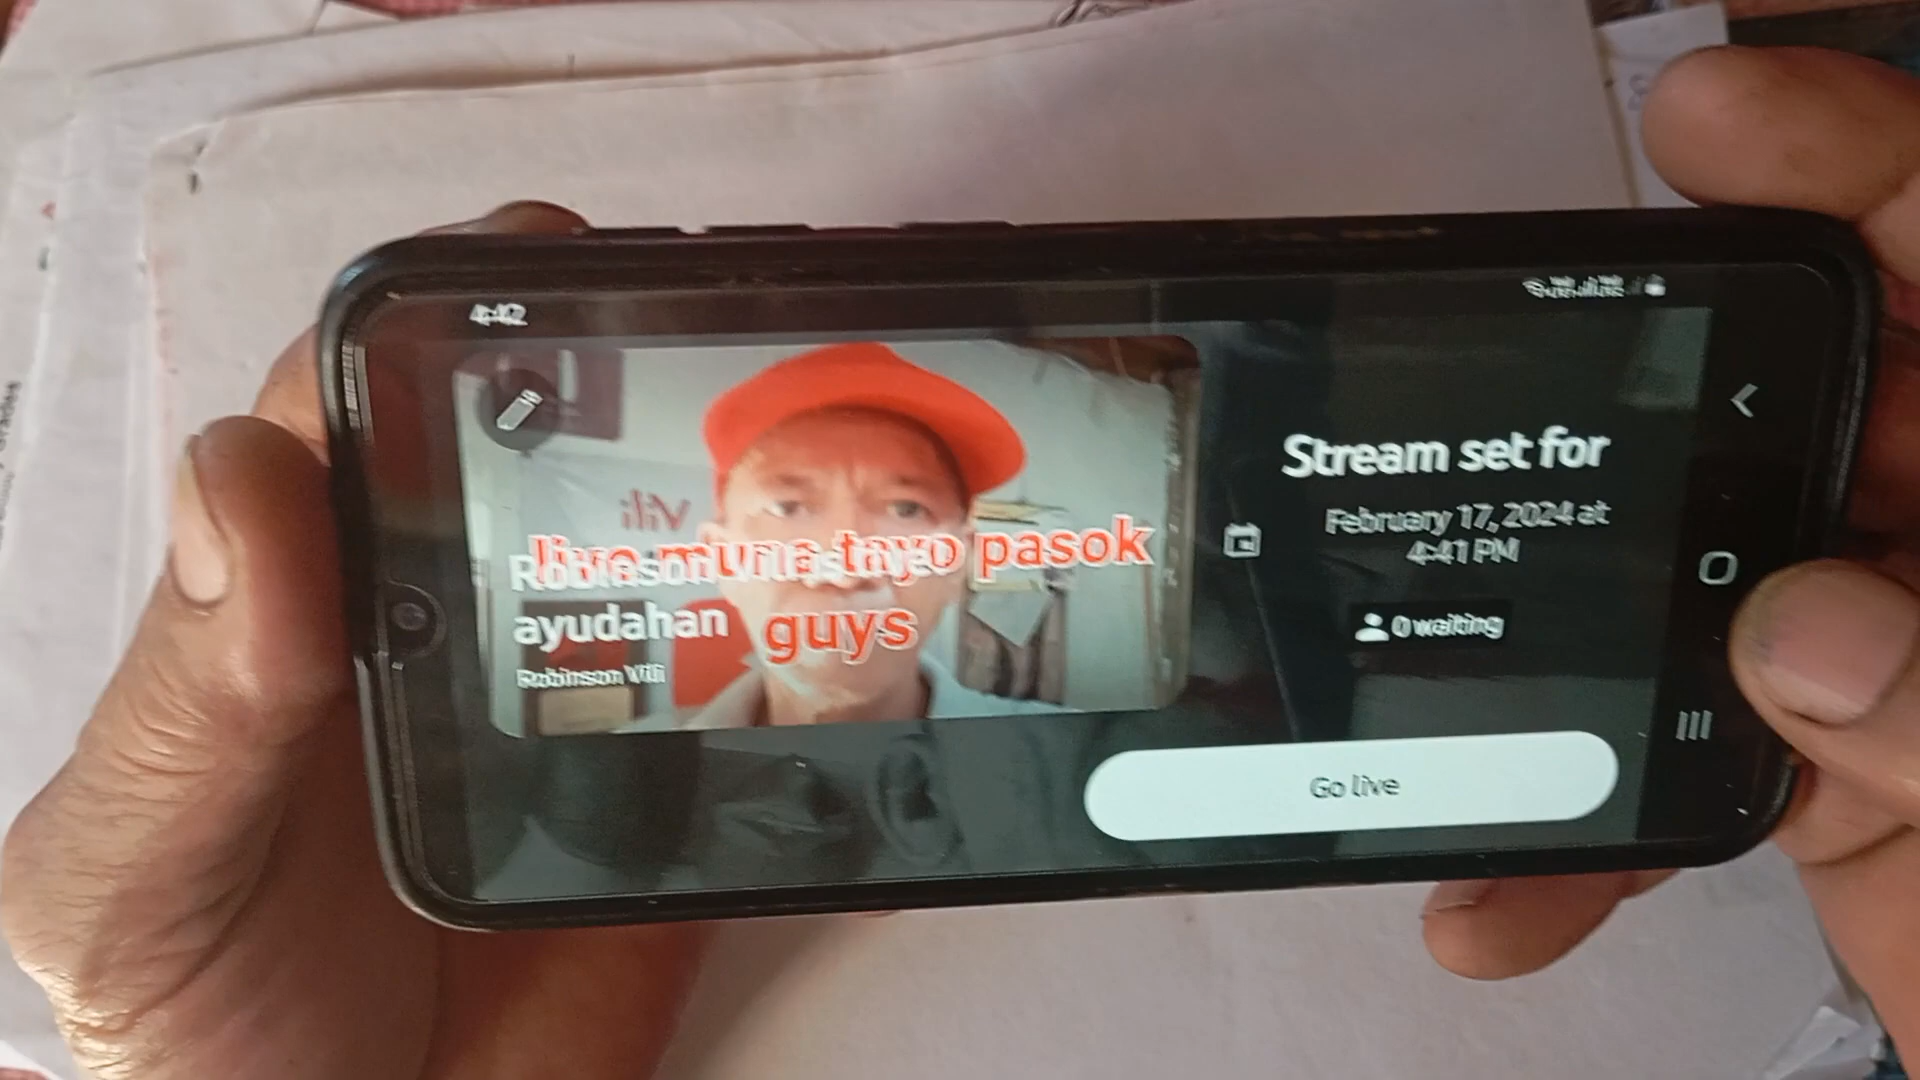 4:42
live muna tayo pasok
guys
ayudahan
Robinson Vill
Stream set for
February 17, 2024 at
4:41 PM
0 waiting
Go live